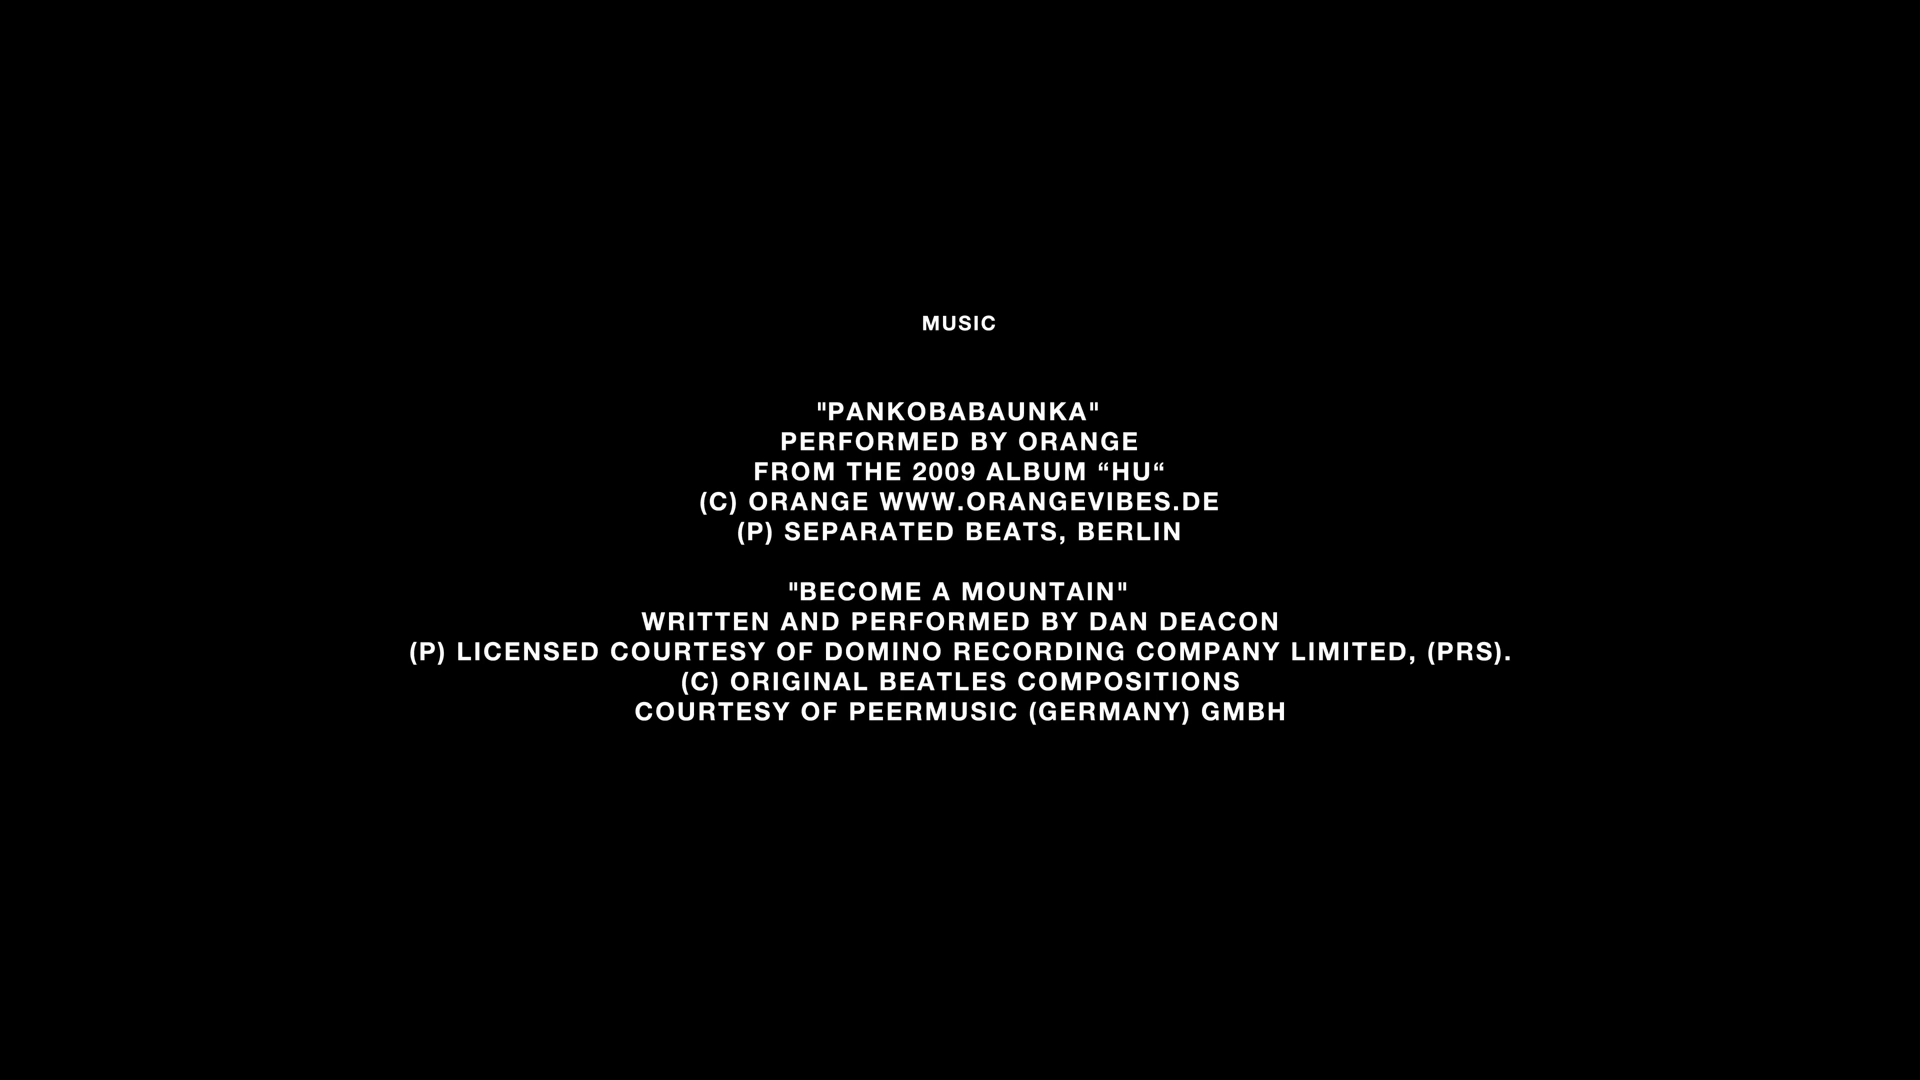 MUSIC
"PANKOBABAUNKA"
PERFORMED BY ORANGE
FROM THE 2009 ALBUM “HU“
(C) ORANGE WWW.ORANGEVIBES.DE
(P) SEPARATED BEATS, BERLIN
"BECOME A MOUNTAIN"
WRITTEN AND PERFORMED BY DAN DEACON
(P) LICENSED COURTESY OF DOMINO RECORDING COMPANY LIMITED, (PRS).
(C) ORIGINAL BEATLES COMPOSITIONS
COURTESY OF PEERMUSIC (GERMANY) GMBH